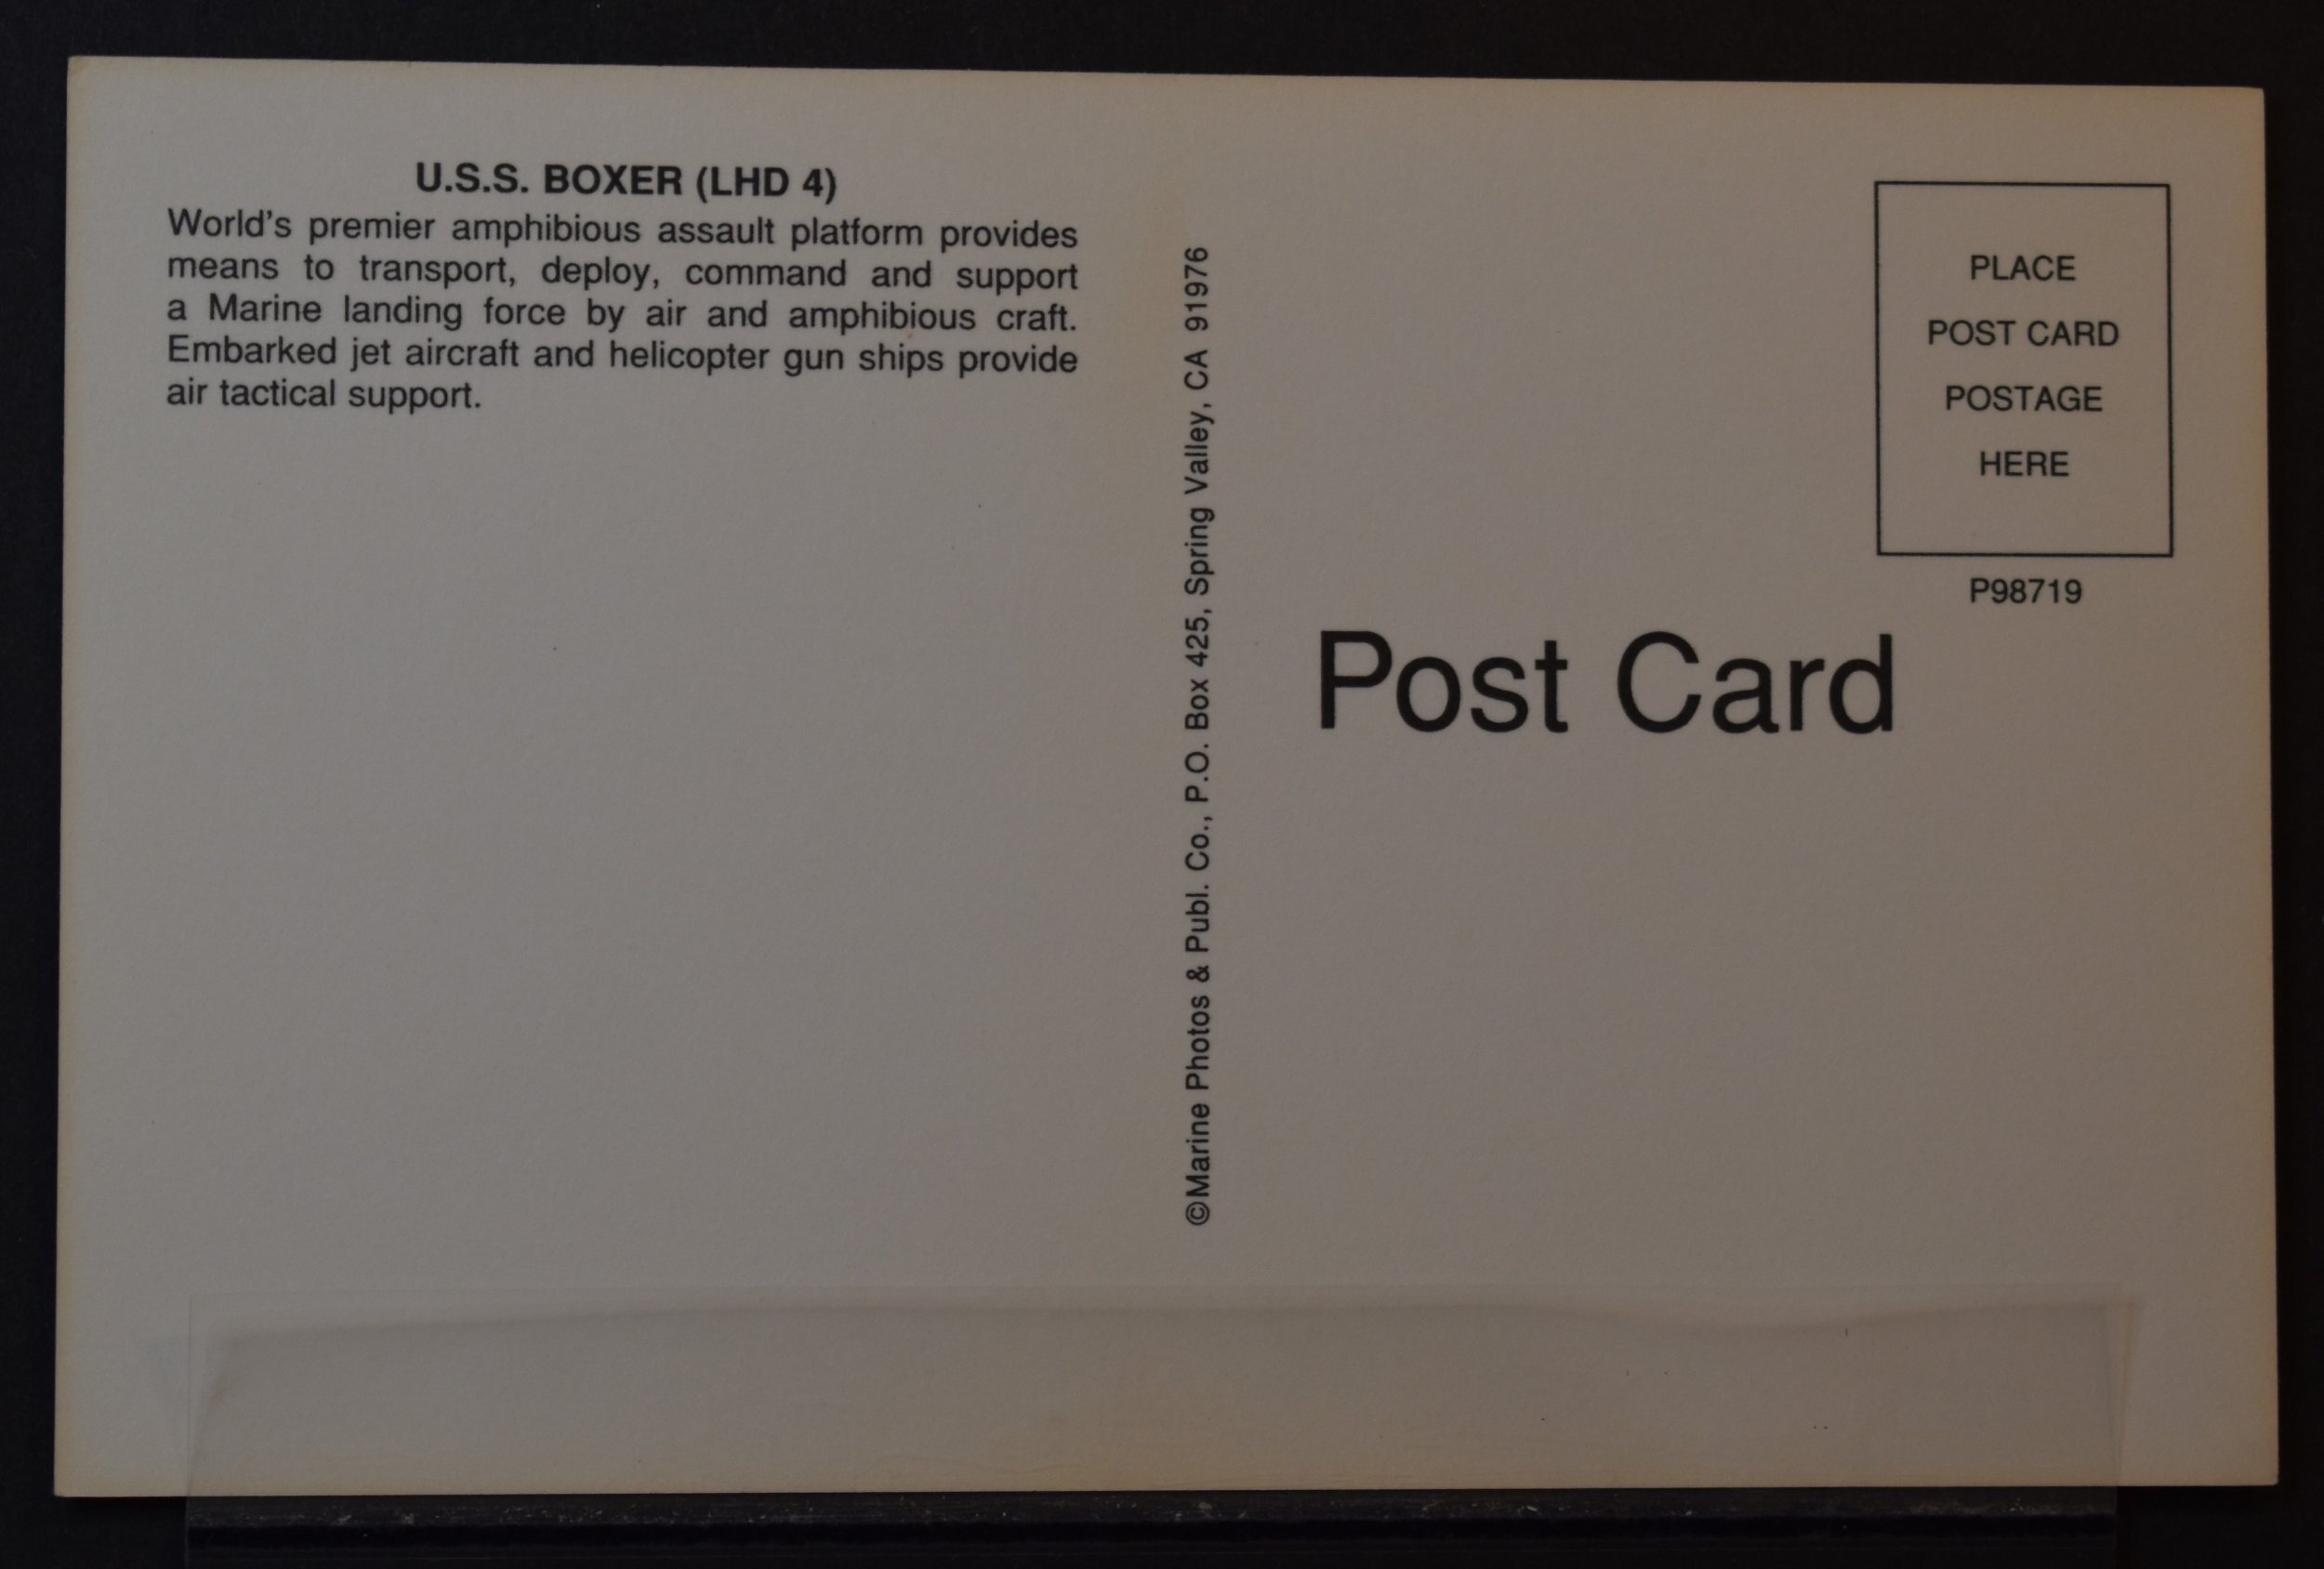 U.S.S. BOXER (LHD 4)
World's premier amphibious assault platform provides
means to transport, deploy, command and support
a Marine landing force by air and amphibious craft.
Embarked jet aircraft and helicopter gun ships provide
air tactical support.
©Marine Photos & Publ. Co., P.O. Box 425, Spring Valley, CA 91976
PLACE
POST CARD
POSTAGE
HERE
P98719
Post Card